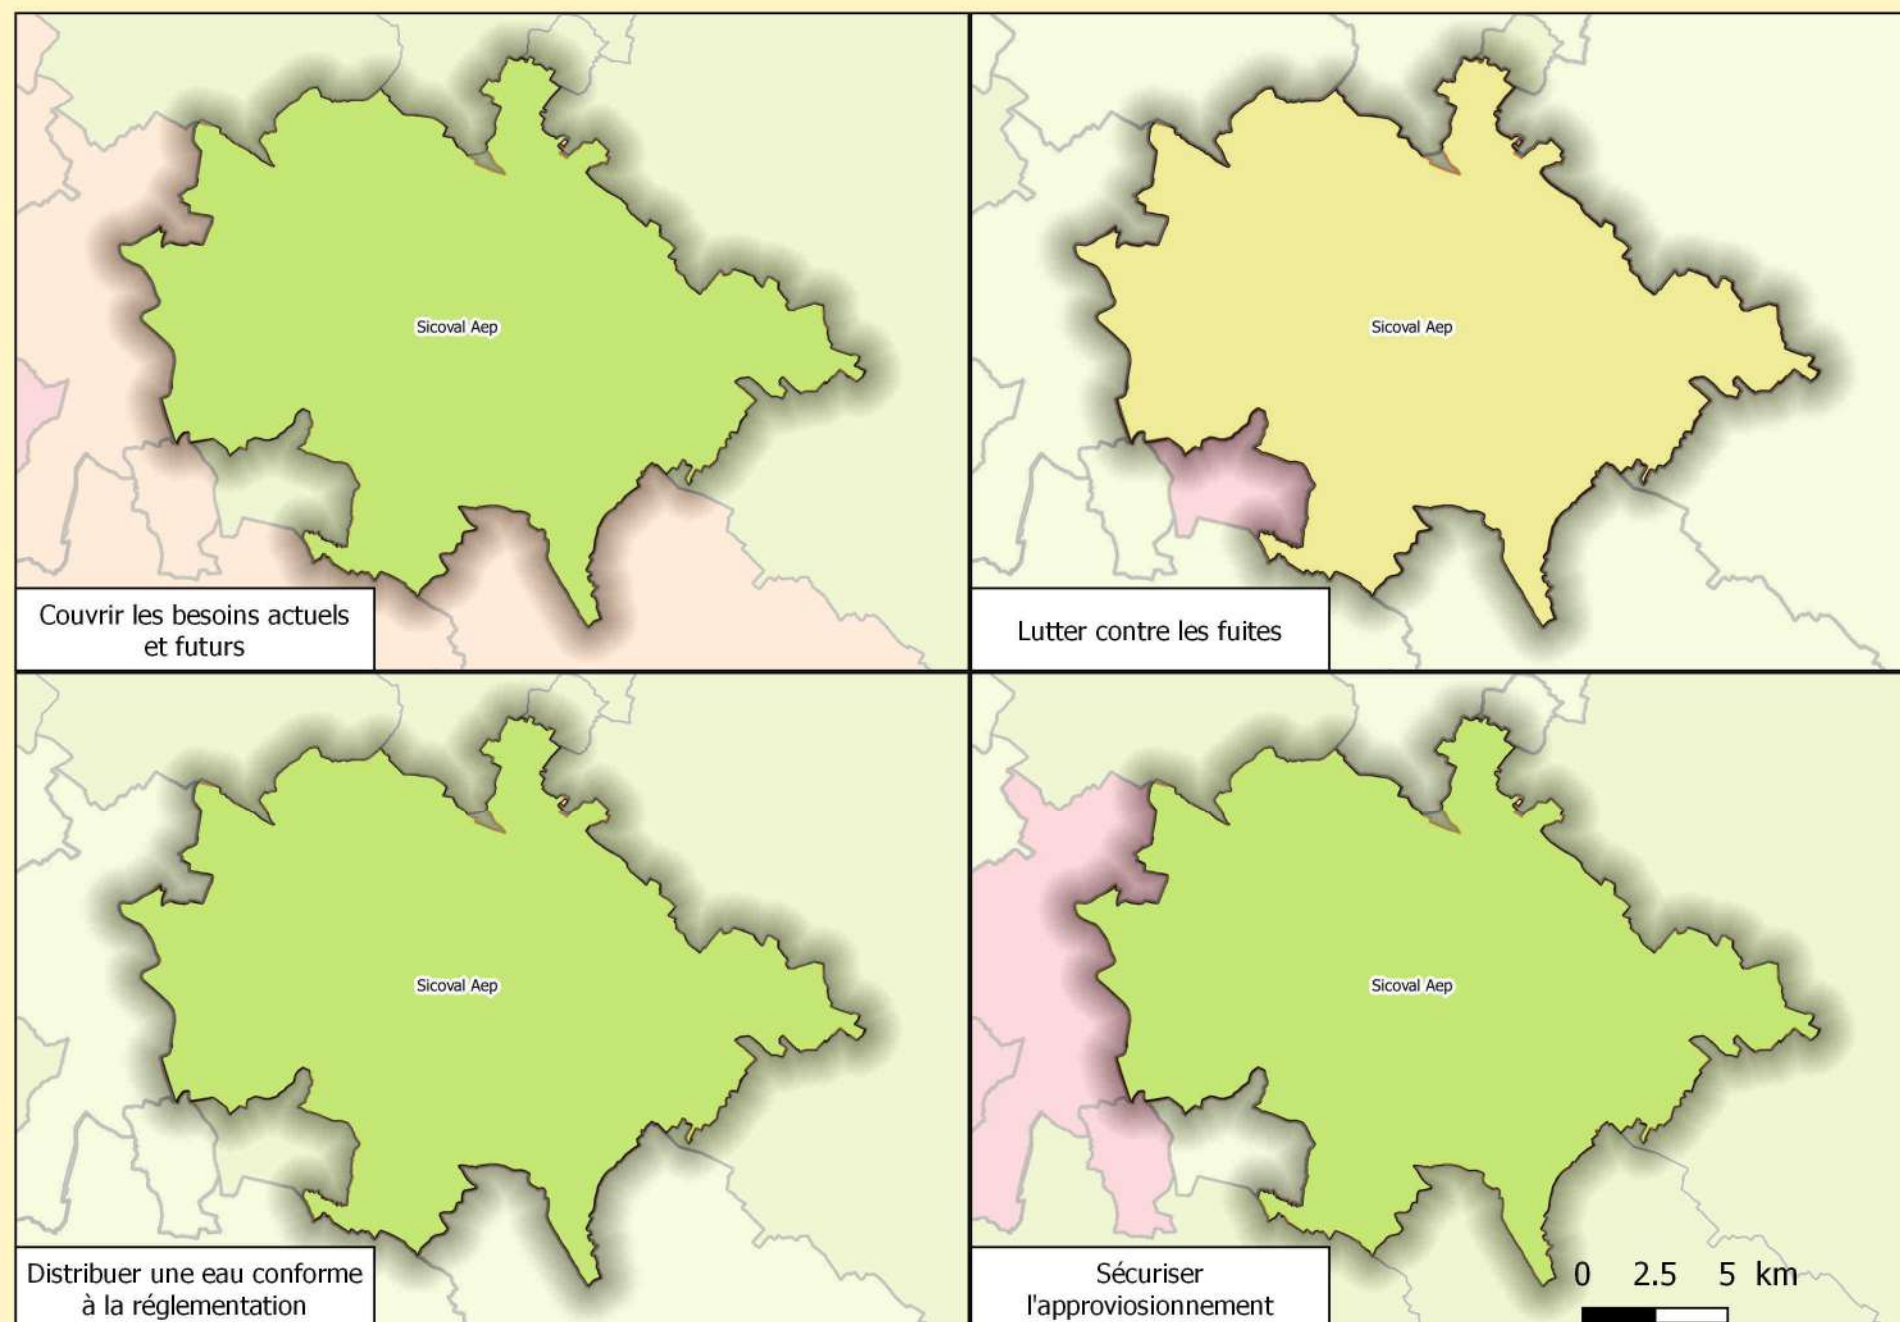 Sicoval Aep
Couvrir les besoins actuels
et futurs
Sicoval Aep
Lutter contre les fuites
Sicoval Aep
Distribuer une eau conforme
à la réglementation
Sicoval Aep
Sécuriser
l'approviosionnement
0 2.5 5 km